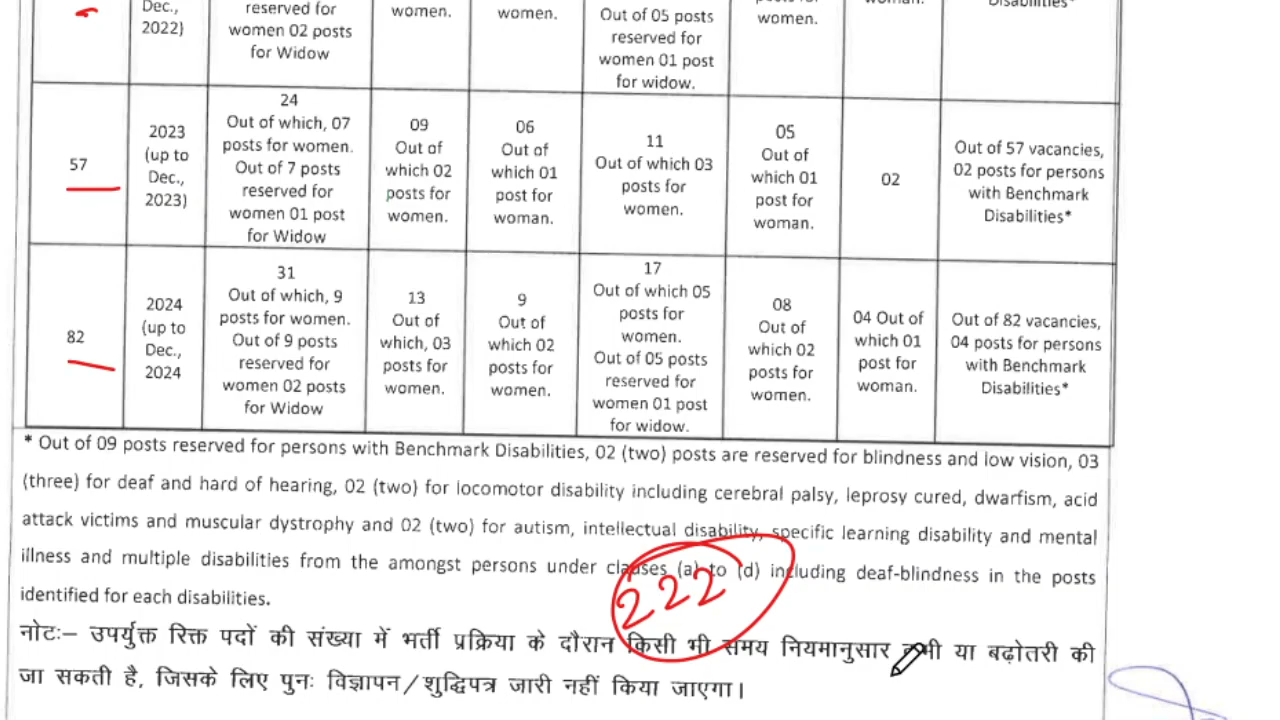 Dec.,
2022)
reserved for
women 02 posts
for Widow
women.
women.
Out of 05 posts
reserved for
women 01 post
for widow.
women.
Disabilities*
57
2023
(up to
Dec.,
2023)
24
Out of which, 07
posts for women.
Out of 7 posts
reserved for
women 01 post
for Widow
09
Out of
which 02
posts for
women.
06
Out of
which 01
post for
woman.
11
Out of which 03
posts for
women.
05
Out of
which 01
post for
woman.
02
Out of 57 vacancies,
02 posts for persons
with Benchmark
Disabilities*
82
2024
(up to
Dec.,
2024
31
Out of which, 9
posts for women.
Out of 9 posts
reserved for
women 02 posts
for Widow
13
Out of
which, 03
posts for
women.
9
Out of
which 02
posts for
women.
17
Out of which 05
posts for
women.
Out of 05 posts
reserved for
women 01 post
for widow.
08
Out of
which 02
posts for
women.
04 Out of
which 01
post for
woman.
Out of 82 vacancies,
04 posts for persons
with Benchmark
Disabilities*
* Out of 09 posts reserved for persons with Benchmark Disabilities, 02 (two) posts are reserved for blindness and low vision, 03
(three) for deaf and hard of hearing, 02 (two) for locomotor disability including cerebral palsy, leprosy cured, dwarfism, acid
attack victims and muscular dystrophy and 02 (two) for autism, intellectual disability, specific learning disability and mental
illness and multiple disabilities from the amongst persons under clauses (a) to (d) including deaf-blindness in the posts
identified for each disabilities.
222
नोटः– उपर्युक्त रिक्त पदों की संख्या में भर्ती प्रक्रिया के दौरान किसी भी समय नियमानुसार कमी या बढ़ोतरी की
जा सकती है, जिसके लिए पुनः विज्ञापन/शुद्धिपत्र जारी नहीं किया जाएगा।